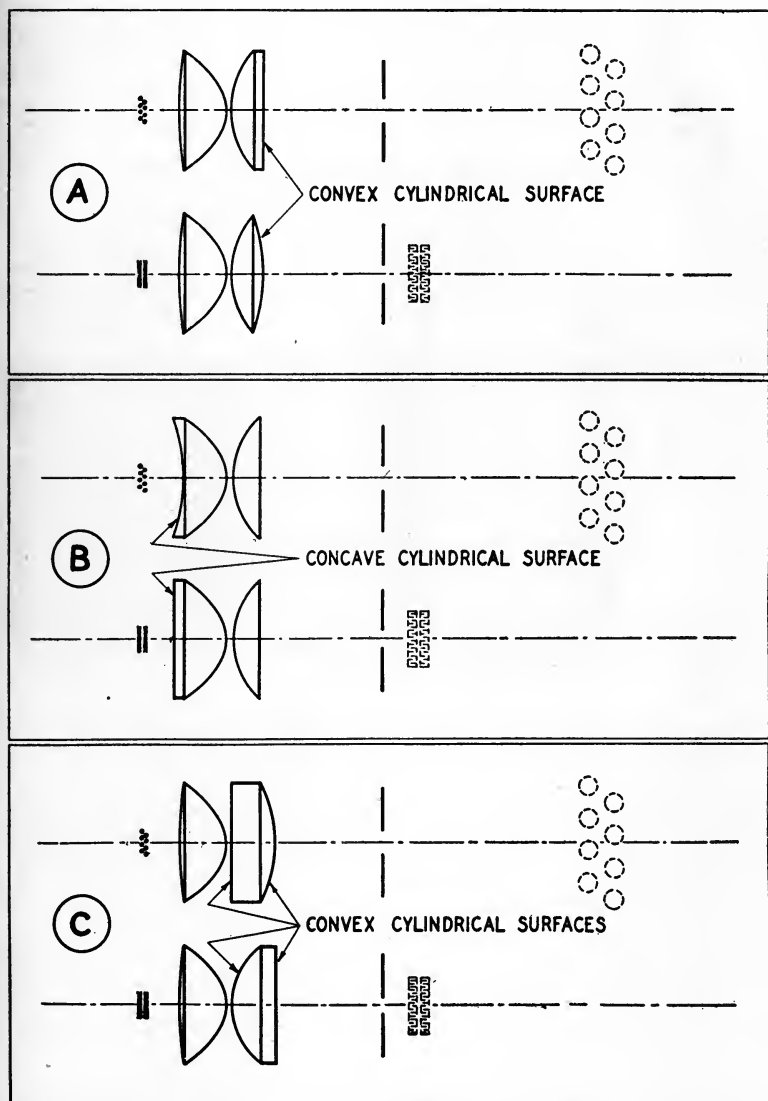 A
CONVEX CYLINDRICAL SURFACE
B
CONCAVE CYLINDRICAL SURFACE
C
CONVEX CYLINDRICAL SURFACES